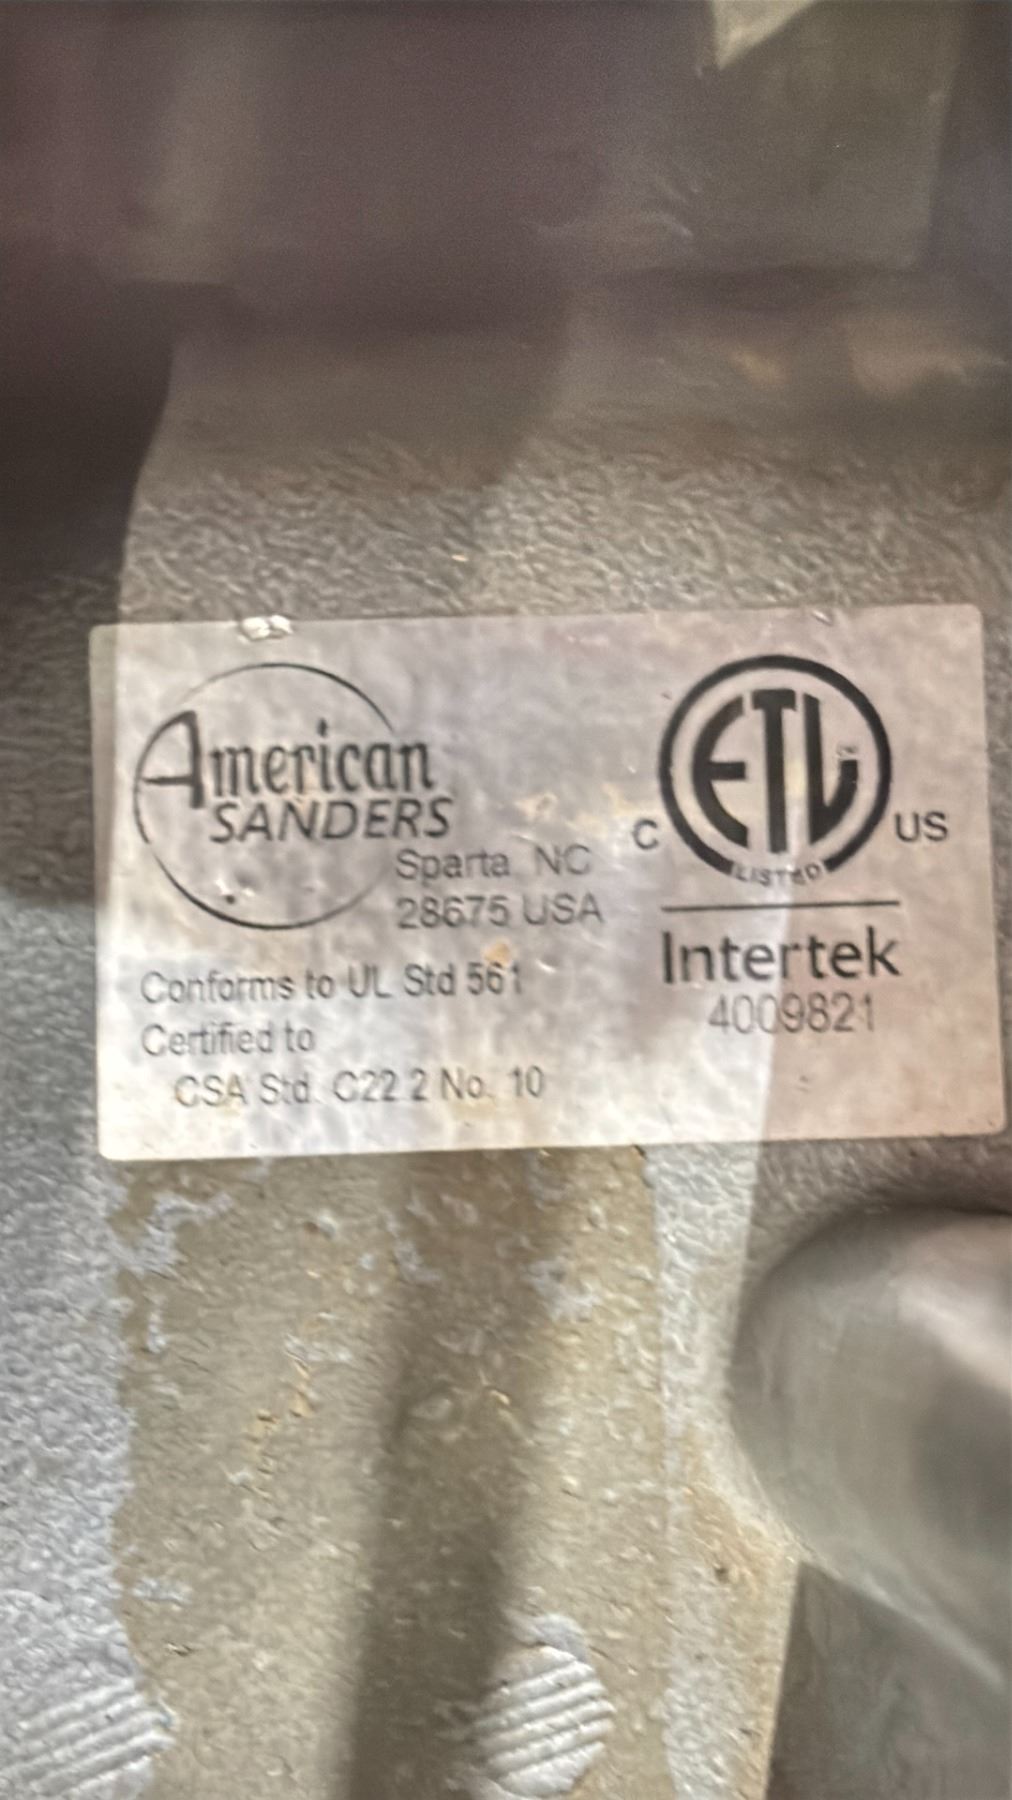 American
SANDERS
Sparta, NC
28675 USA
Conforms to UL Std 561
Certified to
CSA Std. C22.2 No. 10
ETL
C US
LISTED
Intertek
4009821